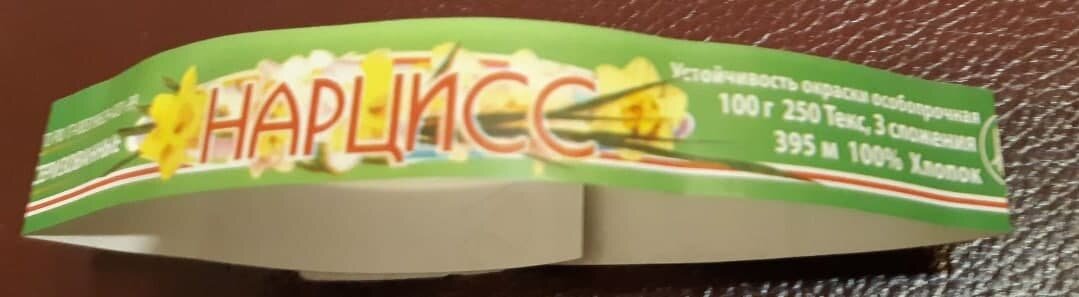 НАРЦИСС
Устойчивость окраски особопрочная
100 г 250 Текс, 3 сложения
395 м 100% Хлопок